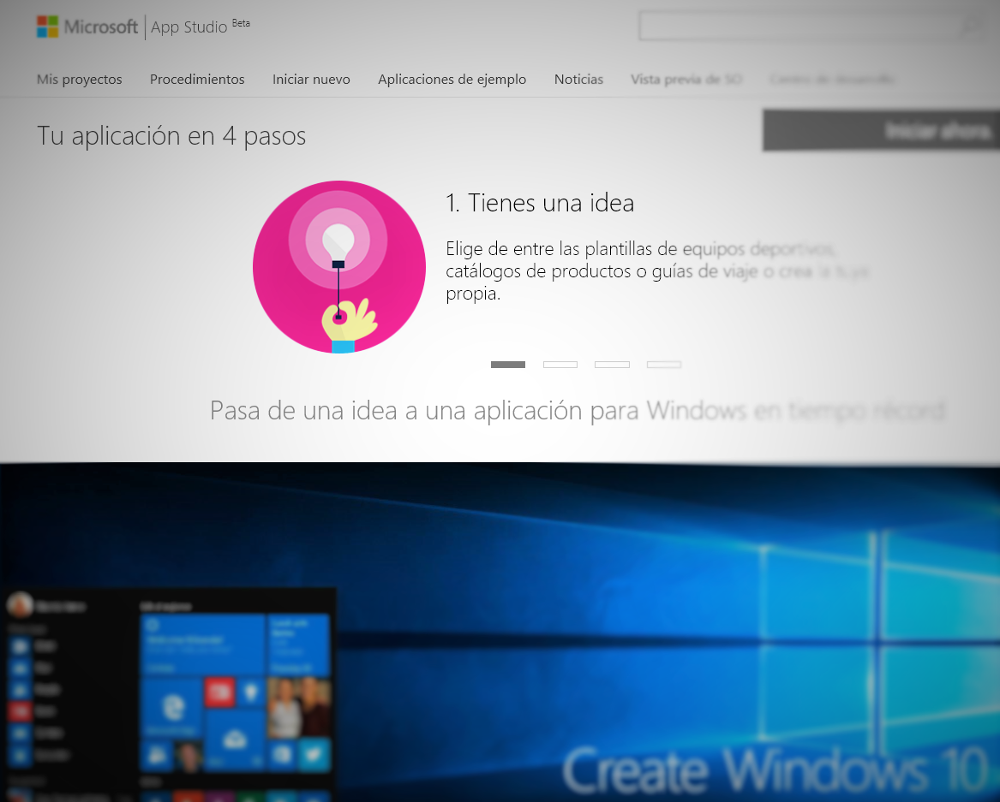 Microsoft App Studio Beta
Mis proyectos Procedimientos Iniciar nuevo Aplicaciones de ejemplo Noticias Vista previa de SO Centro de desarrollo
Iniciar ahora.
Tu aplicación en 4 pasos
1. Tienes una idea
Elige de entre las plantillas de equipos deportivos,
catálogos de productos o guías de viaje o crea la tuya
propia.
Pasa de una idea a una aplicación para Windows en tiempo récord
Create Windows 10